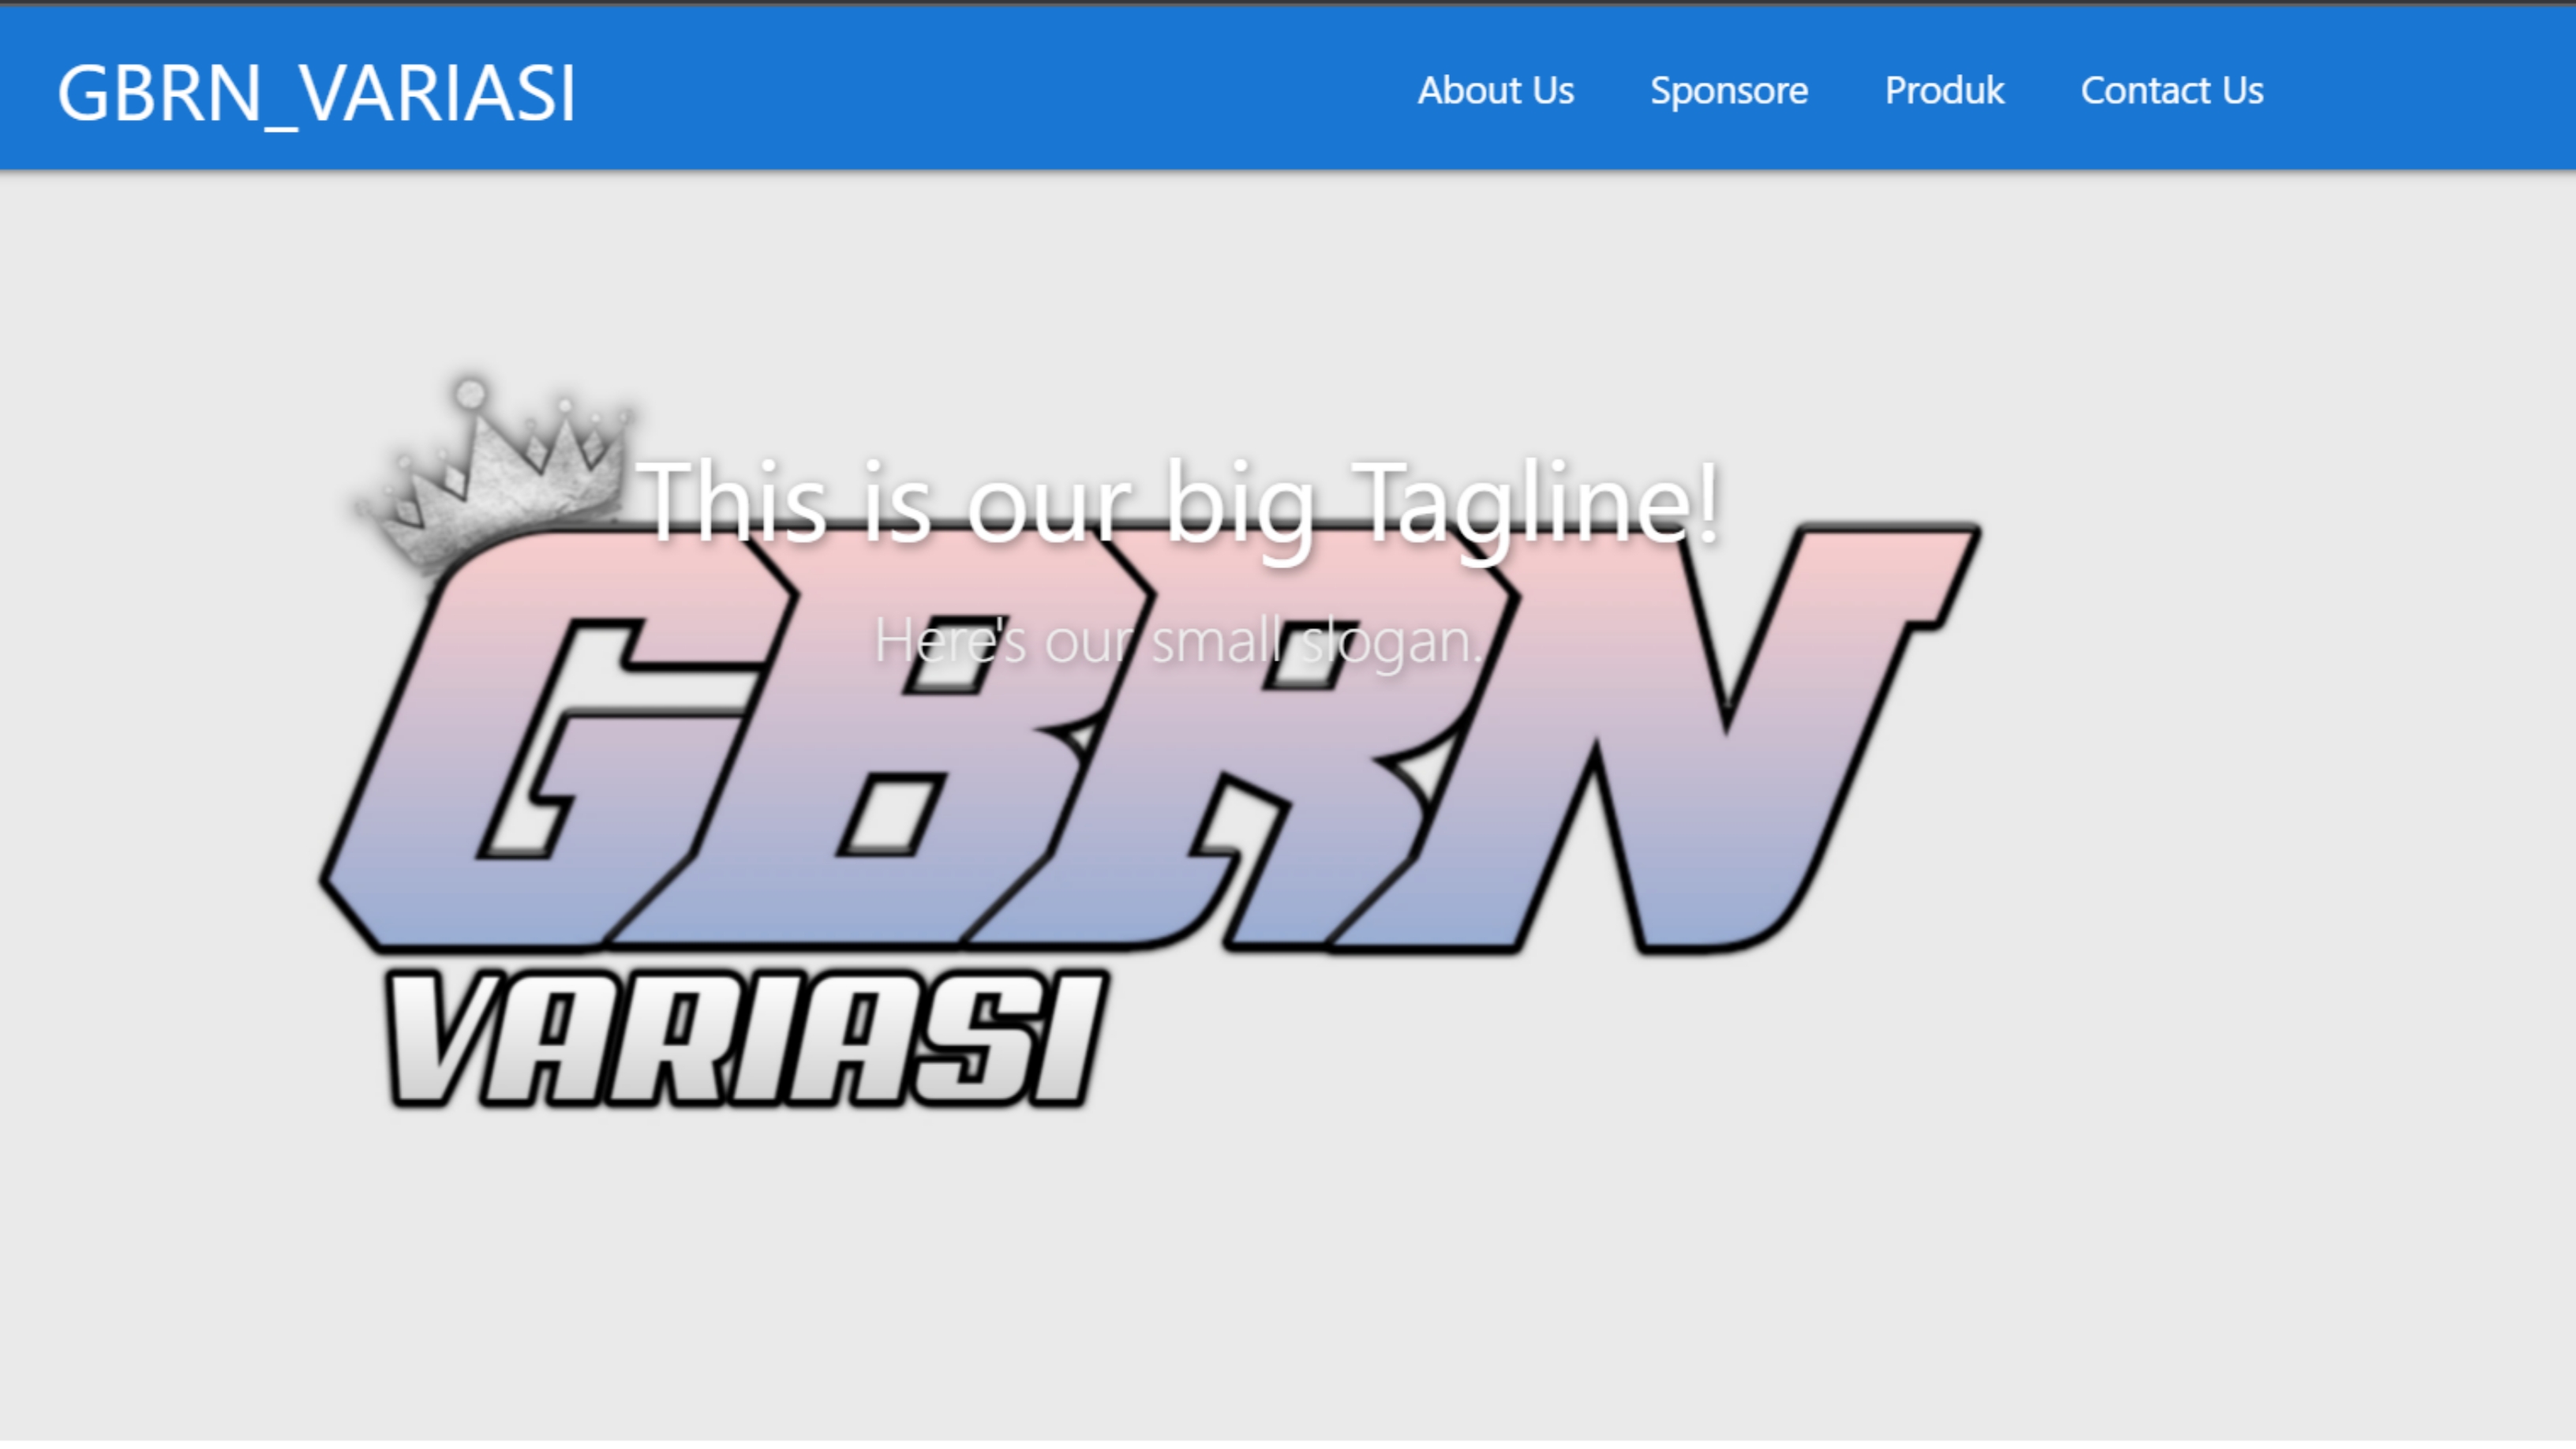 GBRN_VARIASI
About Us Sponsore Produk Contact Us
This is our big Tagline!
Here's our small slogan.
GBRN
VARIASI